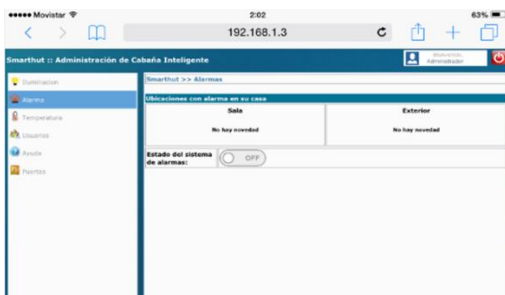 Movistar
2:02
63%
192.168.1.3
Smarthut :: Administración de Cabaña Inteligente
Bienvenido,
Administrador
Iluminacion
Alarma
Temperatura
Usuarios
Ayuda
Puertas
Smarthut >> Alarmas
Ubicaciones con alarma en su casa
Sala
Exterior
No hay novedad
No hay novedad
Estado del sistema
de alarmas:
OFF